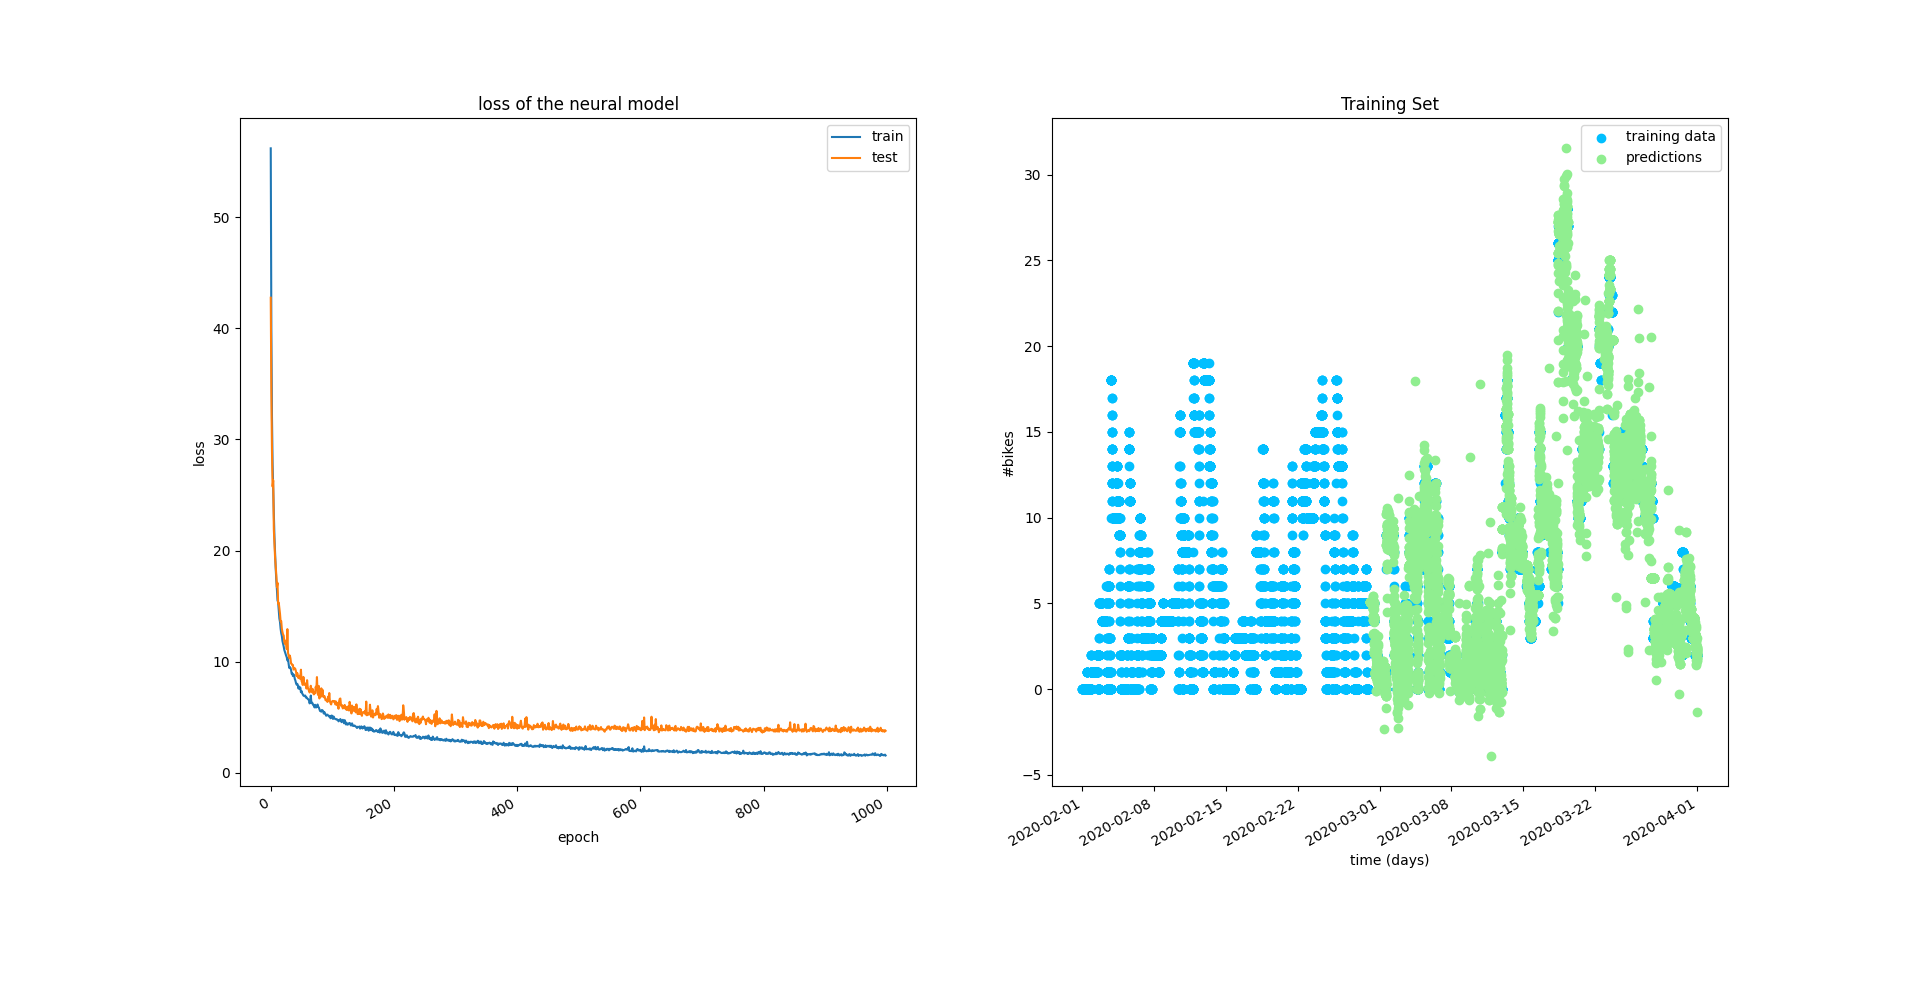 loss of the neural model
train
test
50
40
30
20
10
0
loss
0
200
400
600
800
1000
epoch
Training Set
training data
predictions
30
25
20
15
10
5
0
−5
#bikes
2020-02-01
2020-02-08
2020-02-15
2020-02-22
2020-03-01
2020-03-08
2020-03-15
2020-03-22
2020-04-01
time (days)